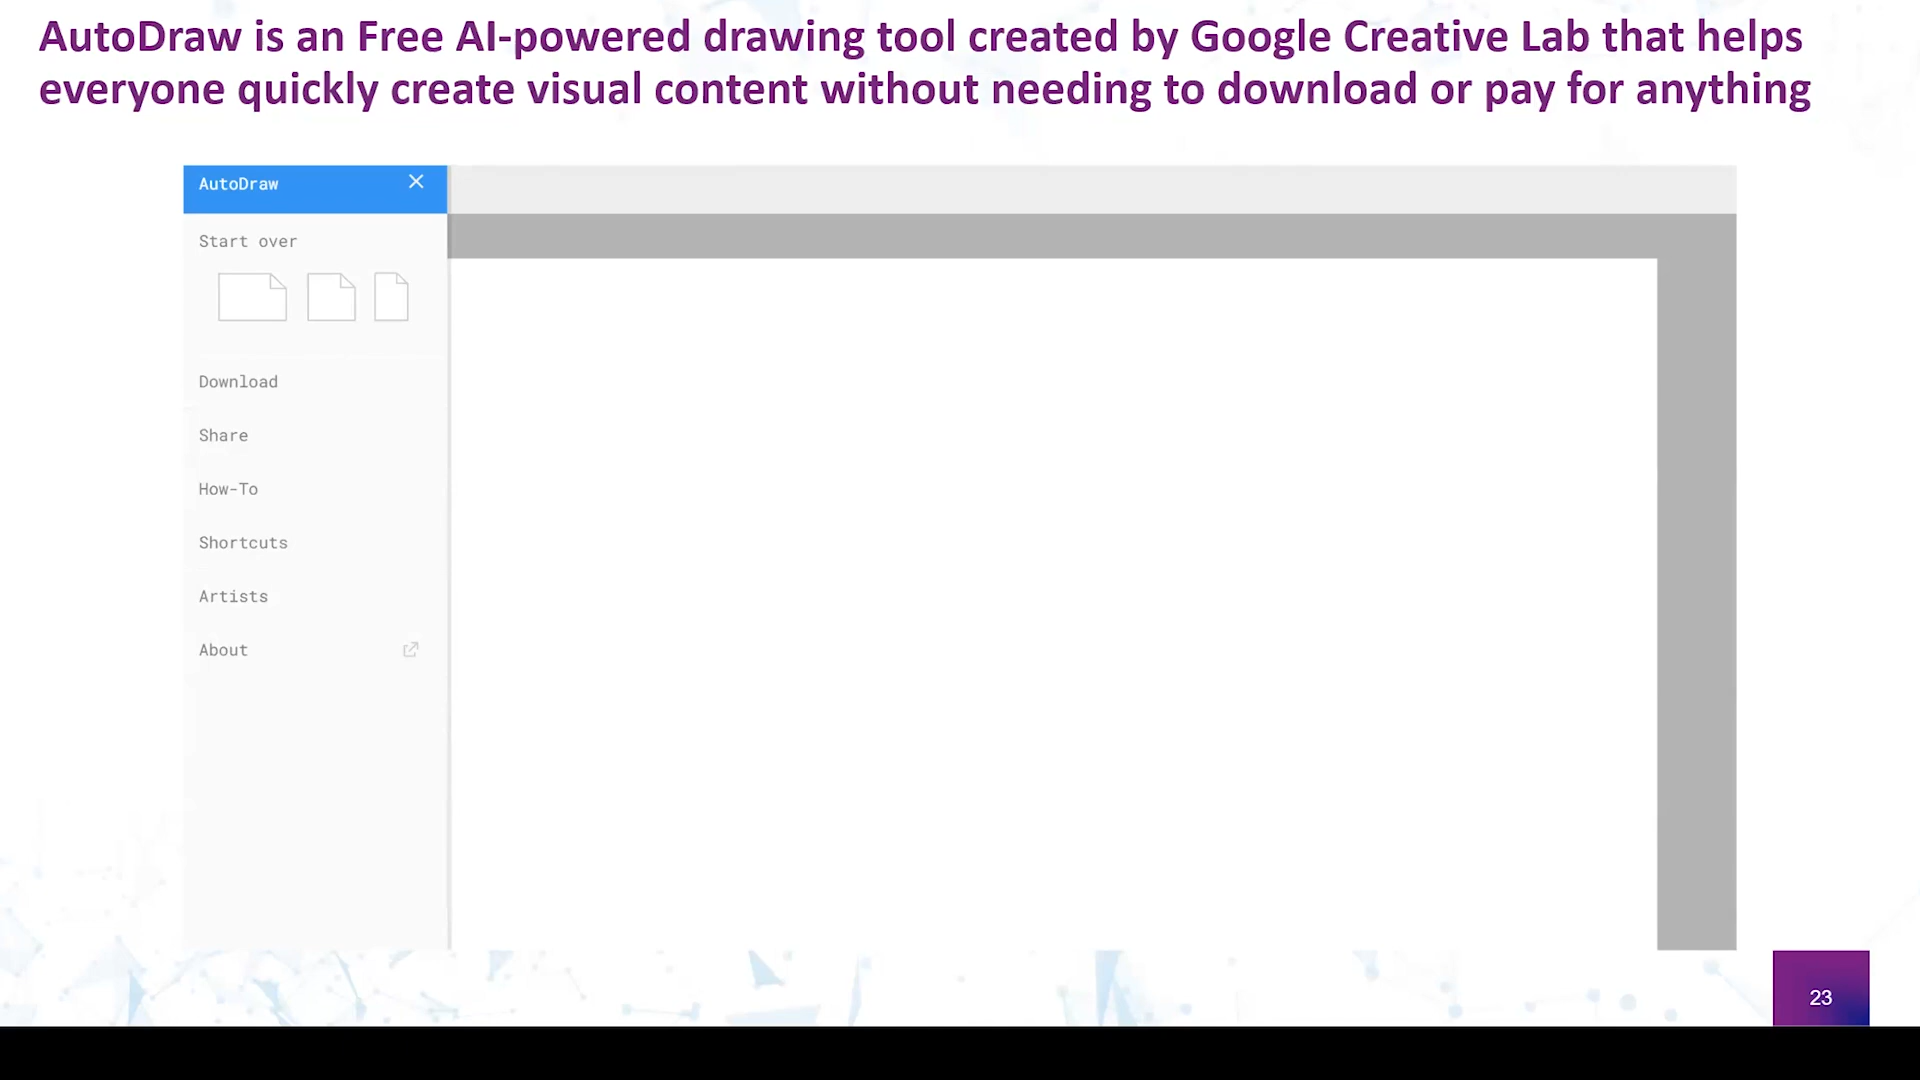 AutoDraw is an Free AI-powered drawing tool created by Google Creative Lab that helps
everyone quickly create visual content without needing to download or pay for anything
AutoDraw
Start over
Download
Share
How-To
Shortcuts
Artists
About
23